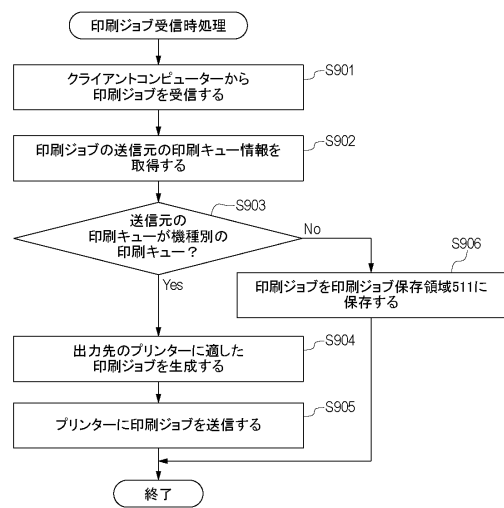 印刷ジョブ受信時処理
S901
クライアントコンピューターから
印刷ジョブを受信する
S902
印刷ジョブの送信元の印刷キュー情報を
取得する
S903
送信元の
印刷キューが機種別の
印刷キュー？
No
Yes
S906
印刷ジョブを印刷ジョブ保存領域511に
保存する
S904
出力先のプリンターに適した
印刷ジョブを生成する
S905
プリンターに印刷ジョブを送信する
終了